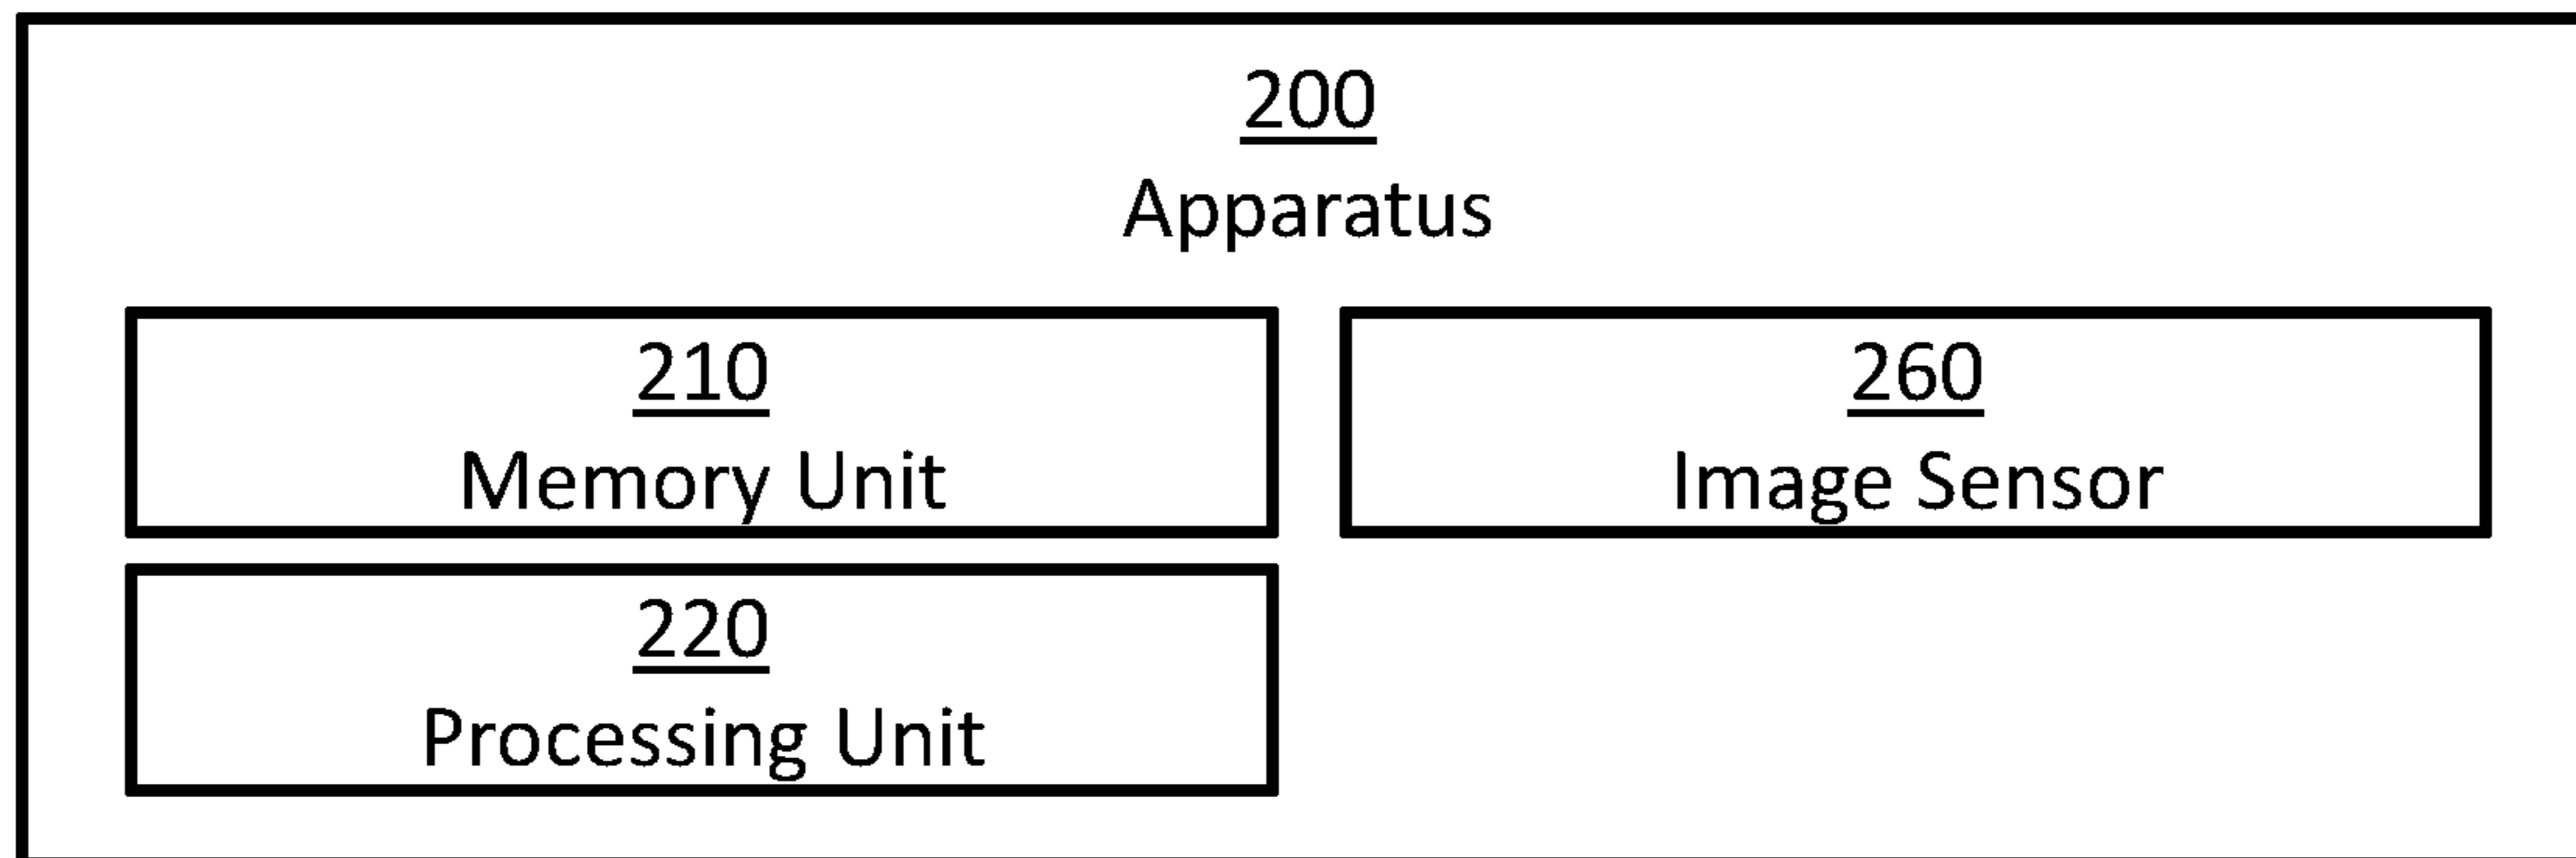 200
Apparatus
210
Memory Unit
260
Image Sensor
220
Processing Unit